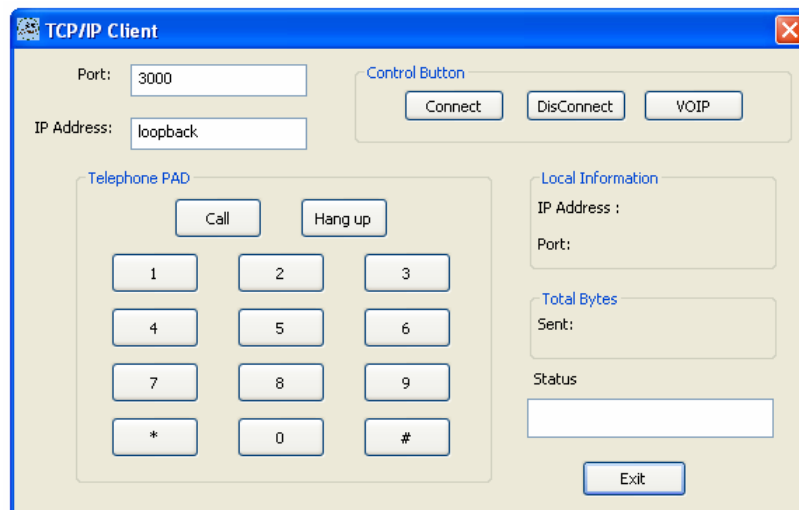 TCP/IP Client
Port: 3000
IP Address: loopback
Control Button
Connect DisConnect VOIP
Telephone PAD
Call Hang up
1 2 3
4 5 6
7 8 9
* 0 #
Local Information
IP Address :
Port:
Total Bytes
Sent:
Status
Exit